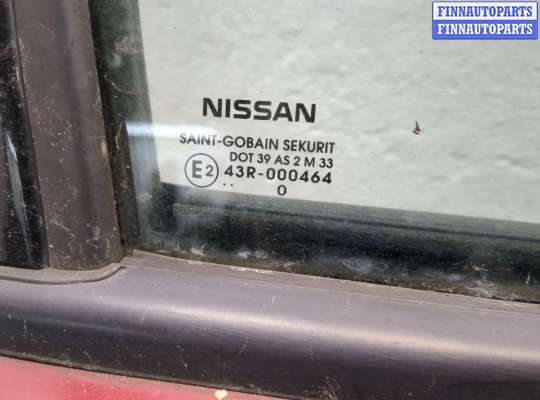 FINNAUTOPARTS
FINNAUTOPARTS
NISSAN
SAINT-GOBAIN SEKURIT
DOT 39 AS 2 M 33
E2 43R-000464
.. 0